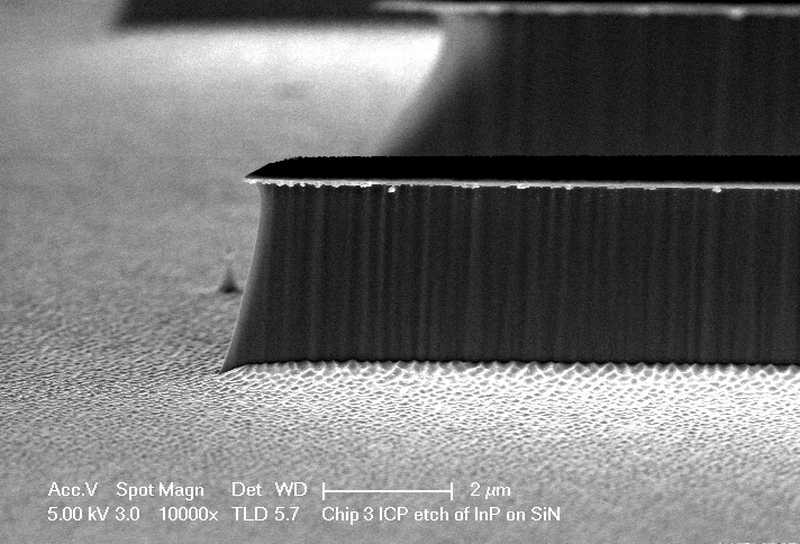 Acc.V Spot Magn Det WD 2 µm
5.00 kV 3.0 10000x TLD 5.7 Chip 3 ICP etch of InP on SiN